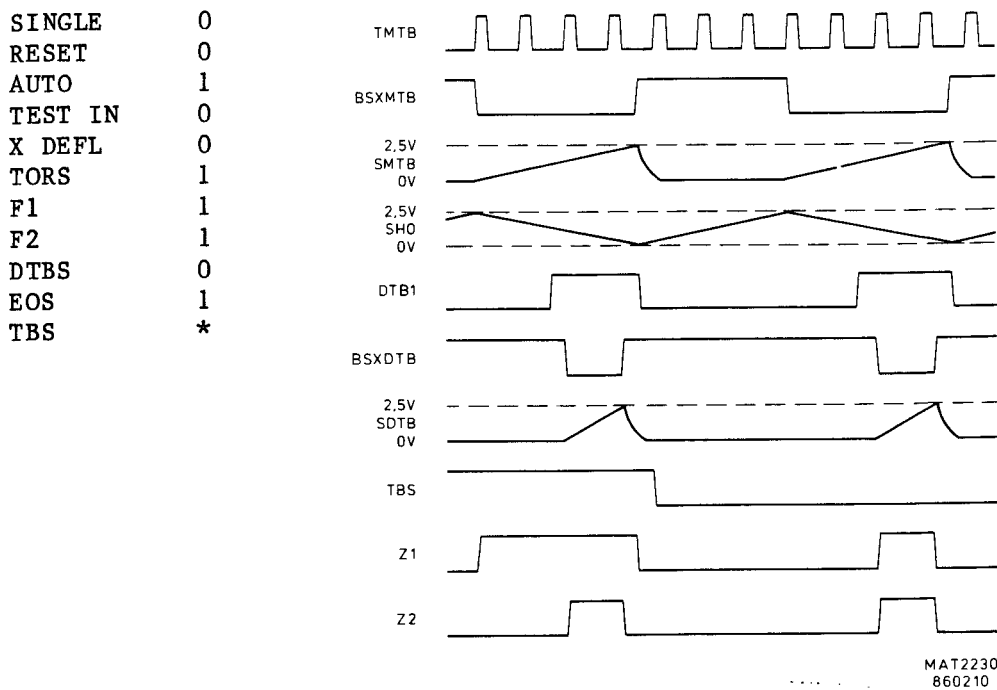 SINGLE 0
RESET 0
AUTO 1
TEST IN 0
X DEFL 0
TORS 1
F1 1
F2 1
DTBS 0
EOS 1
TBS *
TMTB
BSXMTB
2,5V
SMTB
0V
2,5V
SHO
0V
DTB1
BSXDTB
2,5V
SDTB
0V
TBS
Z1
Z2
MAT2230
860210